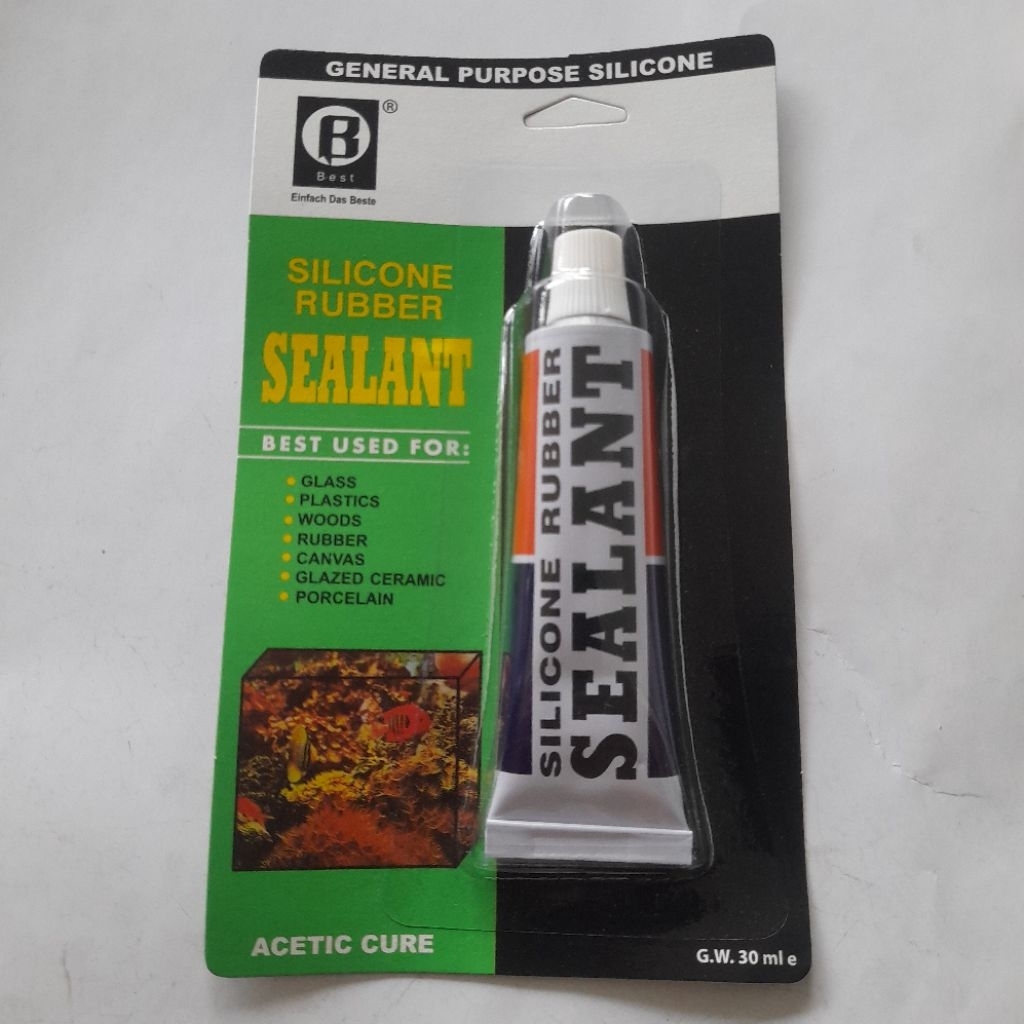 GENERAL PURPOSE SILICONE
B
®
Best
Einfach Das Beste
SILICONE
RUBBER
SEALANT
BEST USED FOR:
• GLASS
• PLASTICS
• WOODS
• RUBBER
• CANVAS
• GLAZED CERAMIC
• PORCELAIN
SILICONE RUBBER
SEALANT
ACETIC CURE
G.W. 30 ml e